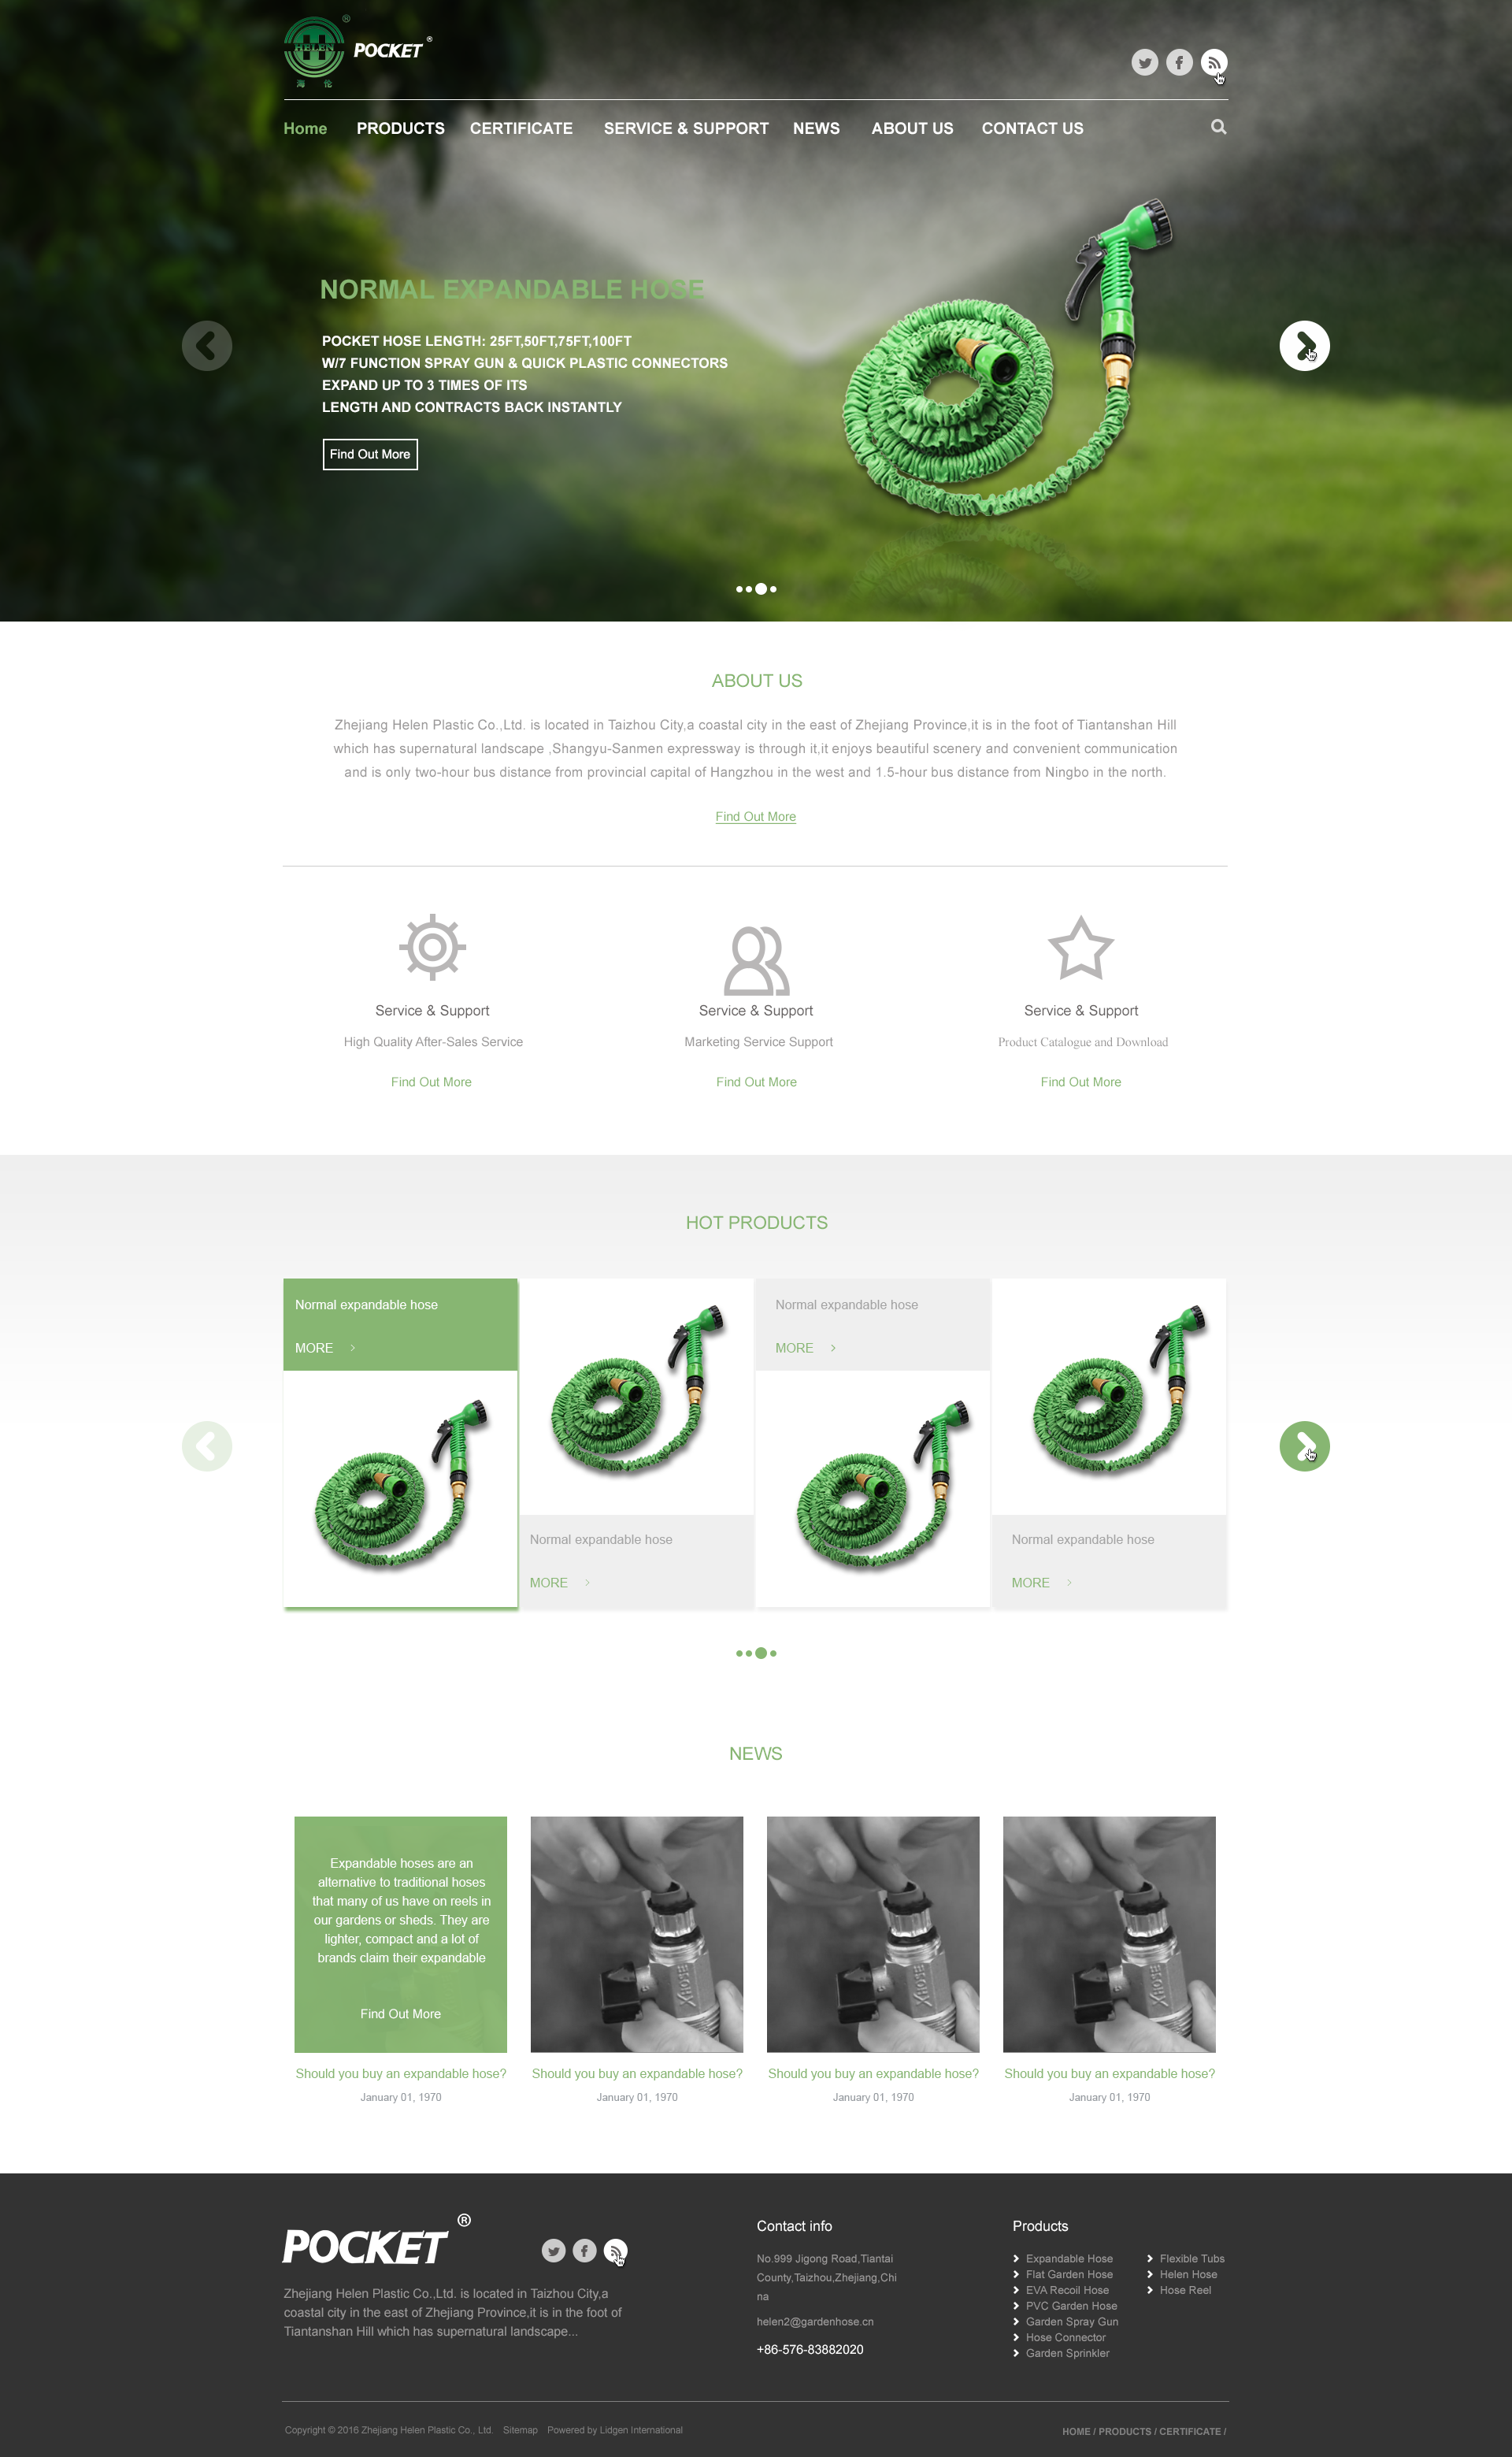 ®
HELEN
海 伦
POCKET ®
Home PRODUCTS CERTIFICATE SERVICE & SUPPORT NEWS ABOUT US CONTACT US
NORMAL EXPANDABLE HOSE
POCKET HOSE LENGTH: 25FT,50FT,75FT,100FT
W/7 FUNCTION SPRAY GUN & QUICK PLASTIC CONNECTORS
EXPAND UP TO 3 TIMES OF ITS
LENGTH AND CONTRACTS BACK INSTANTLY
Find Out More
ABOUT US
Zhejiang Helen Plastic Co.,Ltd. is located in Taizhou City,a coastal city in the east of Zhejiang Province,it is in the foot of Tiantanshan Hill
which has supernatural landscape ,Shangyu-Sanmen expressway is through it,it enjoys beautiful scenery and convenient communication
and is only two-hour bus distance from provincial capital of Hangzhou in the west and 1.5-hour bus distance from Ningbo in the north.
Find Out More
Service & Support
High Quality After-Sales Service
Find Out More
Service & Support
Marketing Service Support
Find Out More
Service & Support
Product Catalogue and Download
Find Out More
HOT PRODUCTS
Normal expandable hose
MORE >
Normal expandable hose
MORE >
Normal expandable hose
MORE >
Normal expandable hose
MORE >
NEWS
Expandable hoses are an
alternative to traditional hoses
that many of us have on reels in
our gardens or sheds. They are
lighter, compact and a lot of
brands claim their expandable
Find Out More
Should you buy an expandable hose?
January 01, 1970
XHOSE
Should you buy an expandable hose?
January 01, 1970
XHOSE
Should you buy an expandable hose?
January 01, 1970
XHOSE
Should you buy an expandable hose?
January 01, 1970
POCKET ®
Zhejiang Helen Plastic Co.,Ltd. is located in Taizhou City,a
coastal city in the east of Zhejiang Province,it is in the foot of
Tiantanshan Hill which has supernatural landscape...
Contact info
No.999 Jigong Road,Tiantai
County,Taizhou,Zhejiang,Chi
na
helen2@gardenhose.cn
+86-576-83882020
Products
Expandable Hose
Flat Garden Hose
EVA Recoil Hose
PVC Garden Hose
Garden Spray Gun
Hose Connector
Garden Sprinkler
Flexible Tubs
Helen Hose
Hose Reel
Copyright © 2016 Zhejiang Helen Plastic Co., Ltd. Sitemap Powered by Lidgen International
HOME / PRODUCTS / CERTIFICATE /